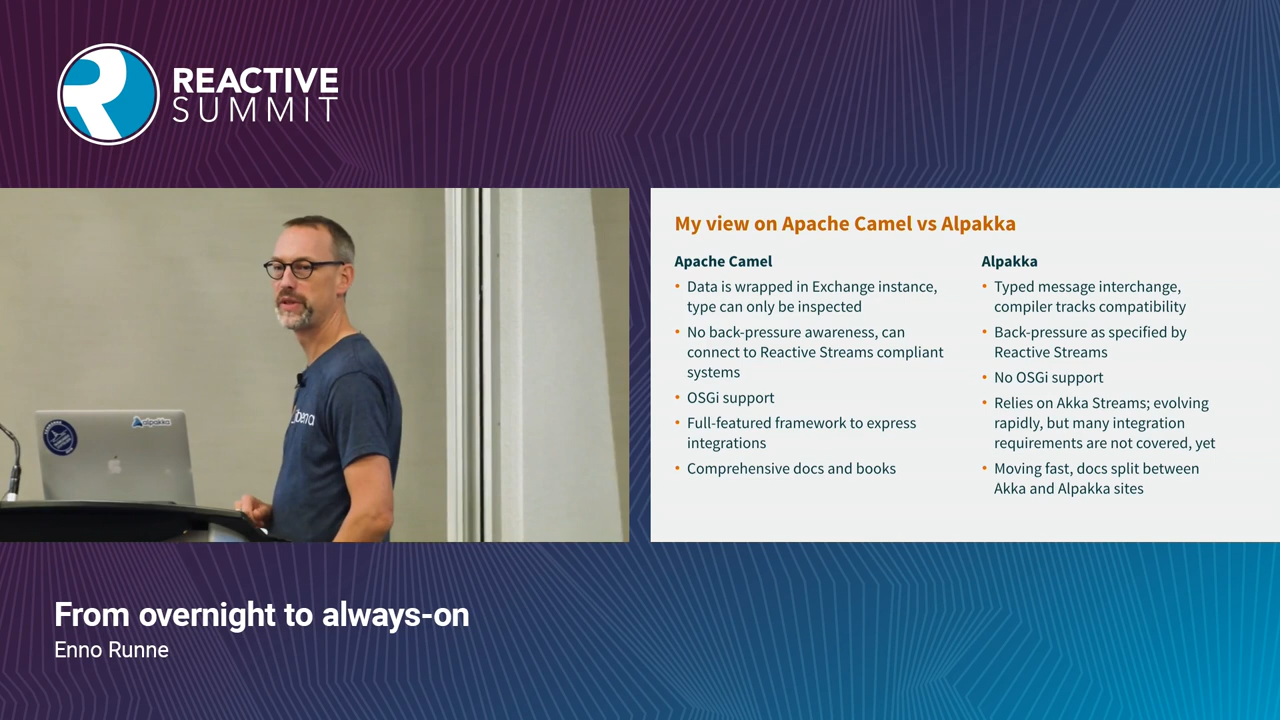 REACTIVE
SUMMIT
alpakka
My view on Apache Camel vs Alpakka
Apache Camel
• Data is wrapped in Exchange instance,
type can only be inspected
• No back-pressure awareness, can
connect to Reactive Streams compliant
systems
• OSGi support
• Full-featured framework to express
integrations
• Comprehensive docs and books
Alpakka
• Typed message interchange,
compiler tracks compatibility
• Back-pressure as specified by
Reactive Streams
• No OSGi support
• Relies on Akka Streams; evolving
rapidly, but many integration
requirements are not covered, yet
• Moving fast, docs split between
Akka and Alpakka sites
From overnight to always-on
Enno Runne